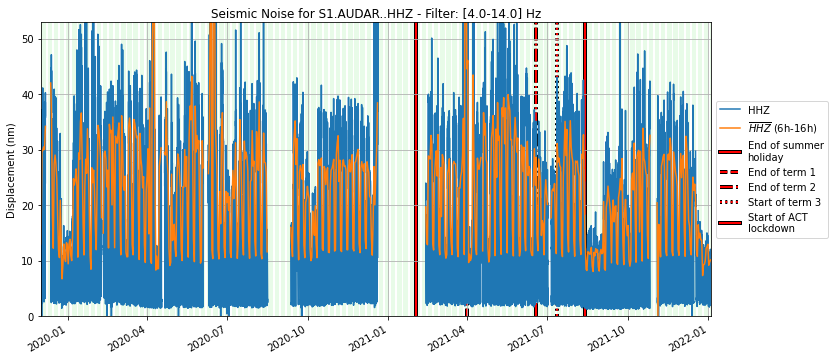 Seismic Noise for S1.AUDAR..HHZ - Filter: [4.0-14.0] Hz
Displacement (nm)
50
40
30
20
10
0
2020-01
2020-04
2020-07
2020-10
2021-01
2021-04
2021-07
2021-10
2022-01
HHZ
HHZ (6h-16h)
End of summer
holiday
End of term 1
End of term 2
Start of term 3
Start of ACT
lockdown